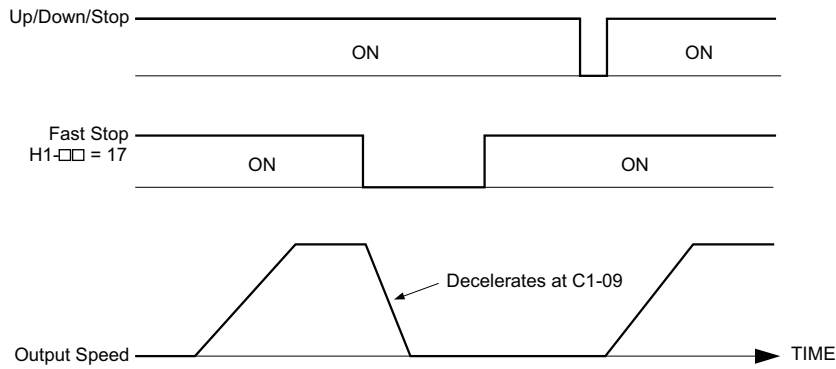 Up/Down/Stop
ON
ON
Fast Stop
H1-□□ = 17
ON
ON
Decelerates at C1-09
Output Speed
TIME